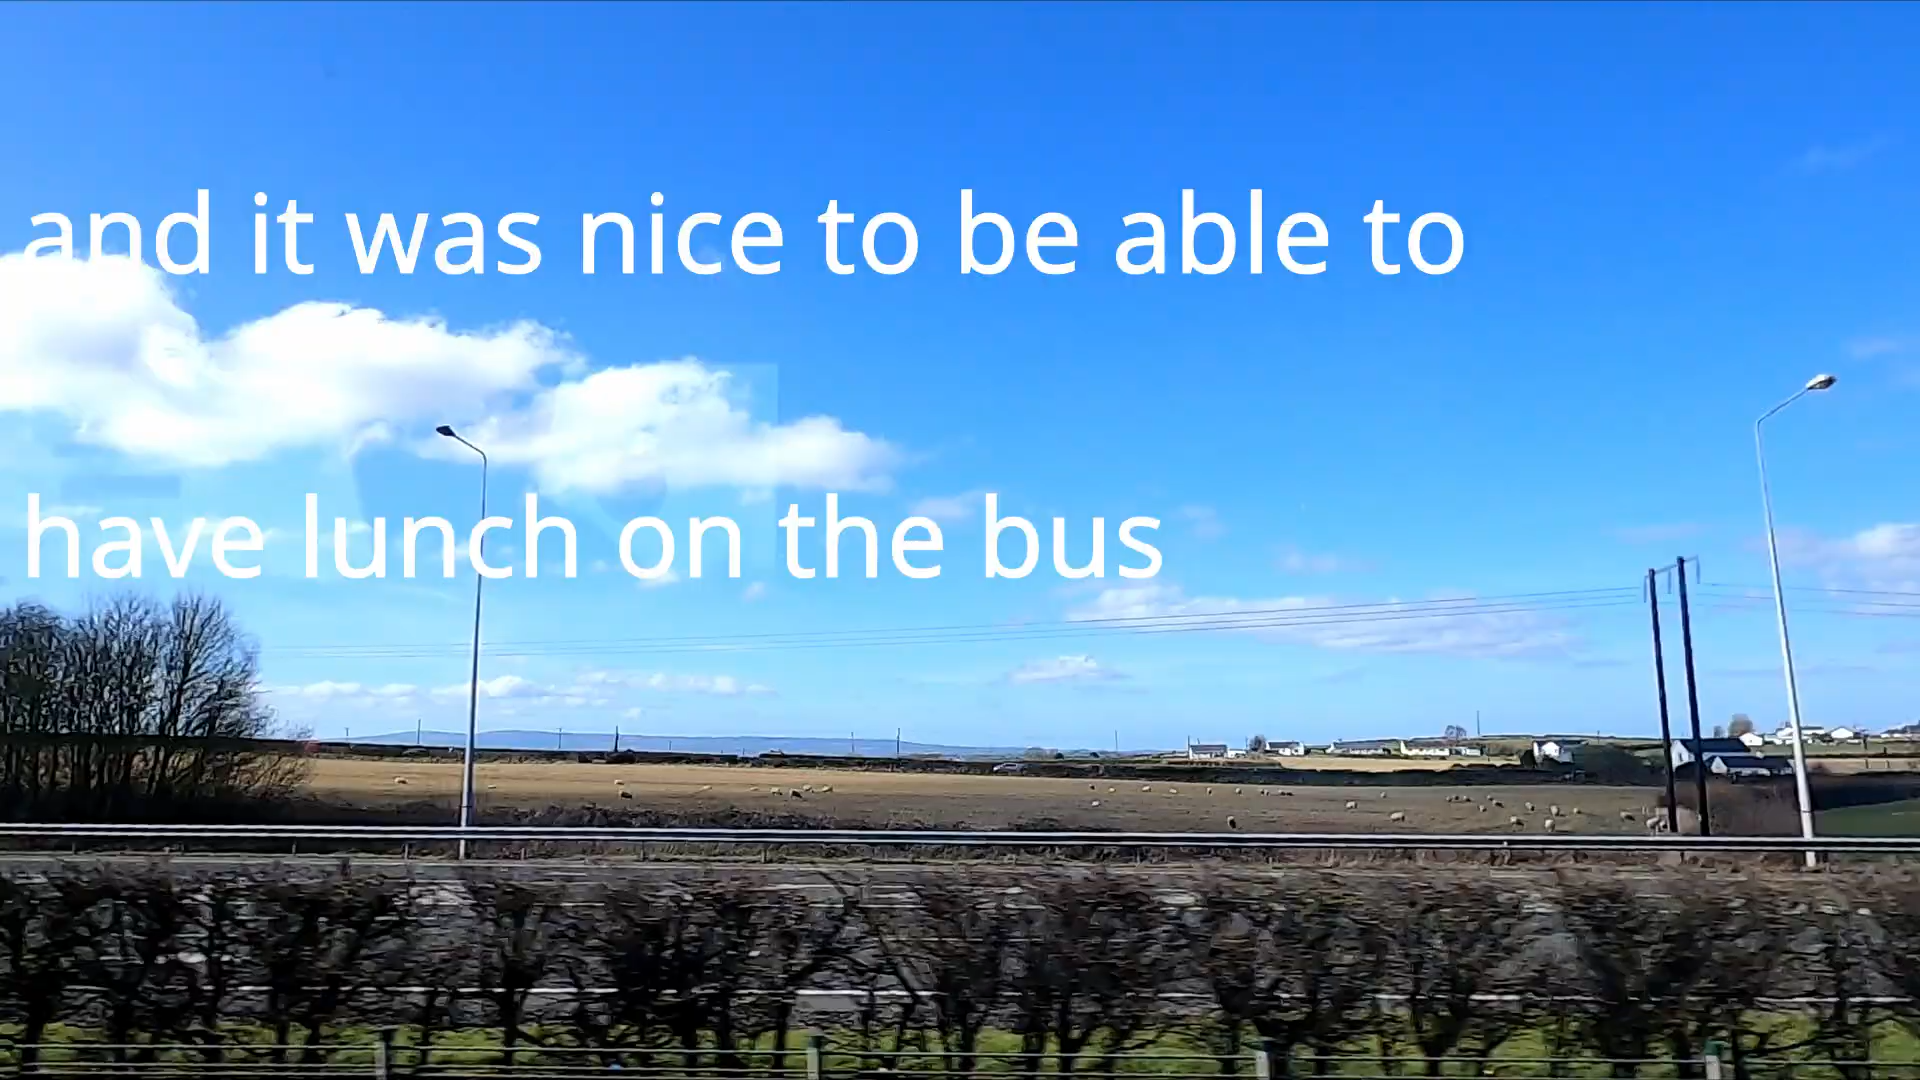 and it was nice to be able to
have lunch on the bus